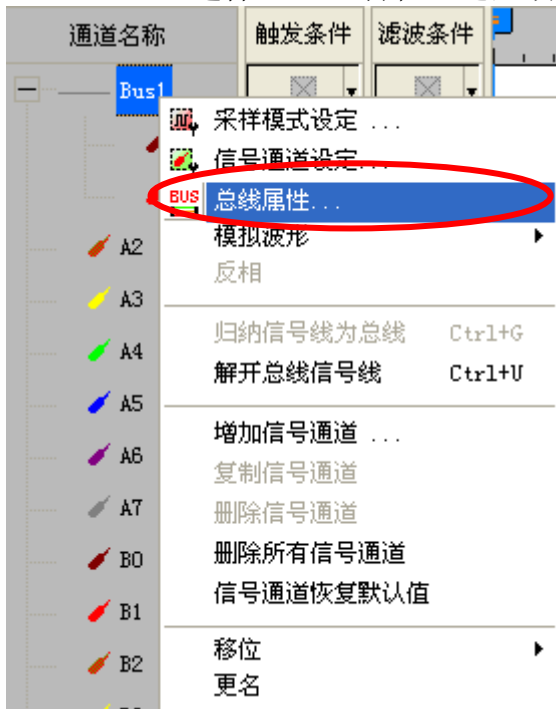 通道名称 触发条件 滤波条件
Bus1
采样模式设定 ...
信号通道设定...
BUS 总线属性...
模拟波形
A2
反相
A3
归纳信号线为总线 Ctrl+G
A4
解开总线信号线 Ctrl+U
A5
增加信号通道 ...
A6
复制信号通道
A7
删除信号通道
B0
删除所有信号通道
信号通道恢复默认值
B1
移位
B2
更名